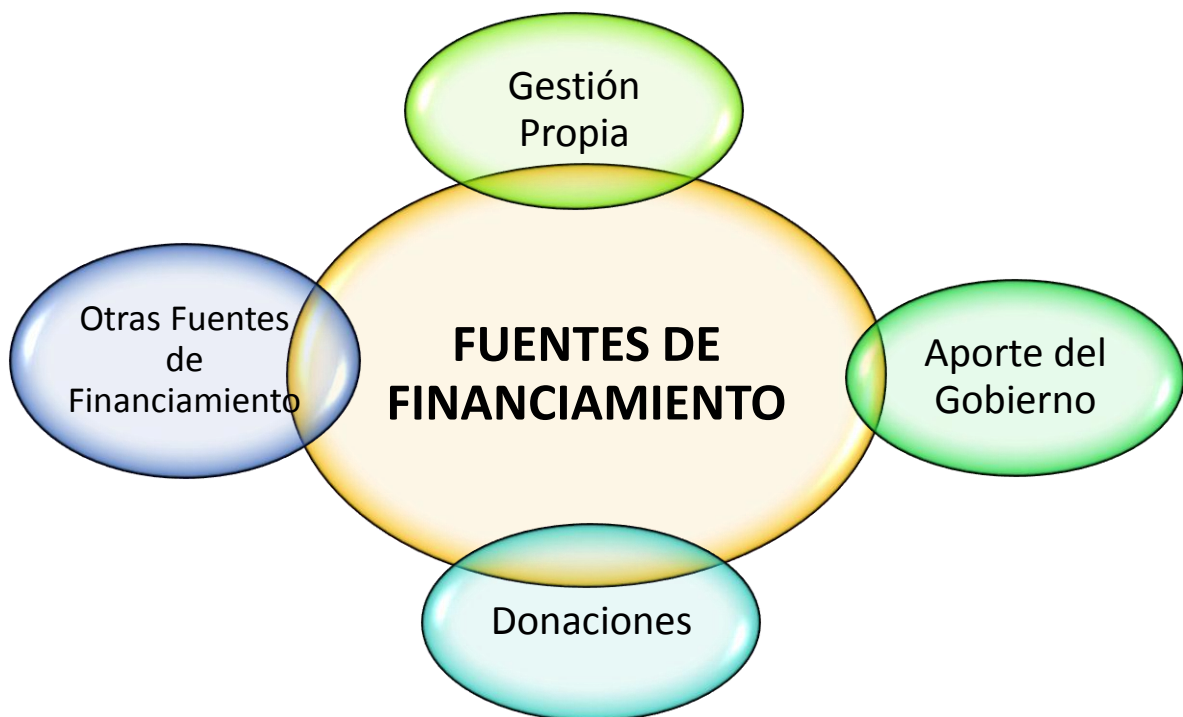 Gestión
Propia
Otras Fuentes
de
Financiamiento
FUENTES DE
FINANCIAMIENTO
Aporte del
Gobierno
Donaciones